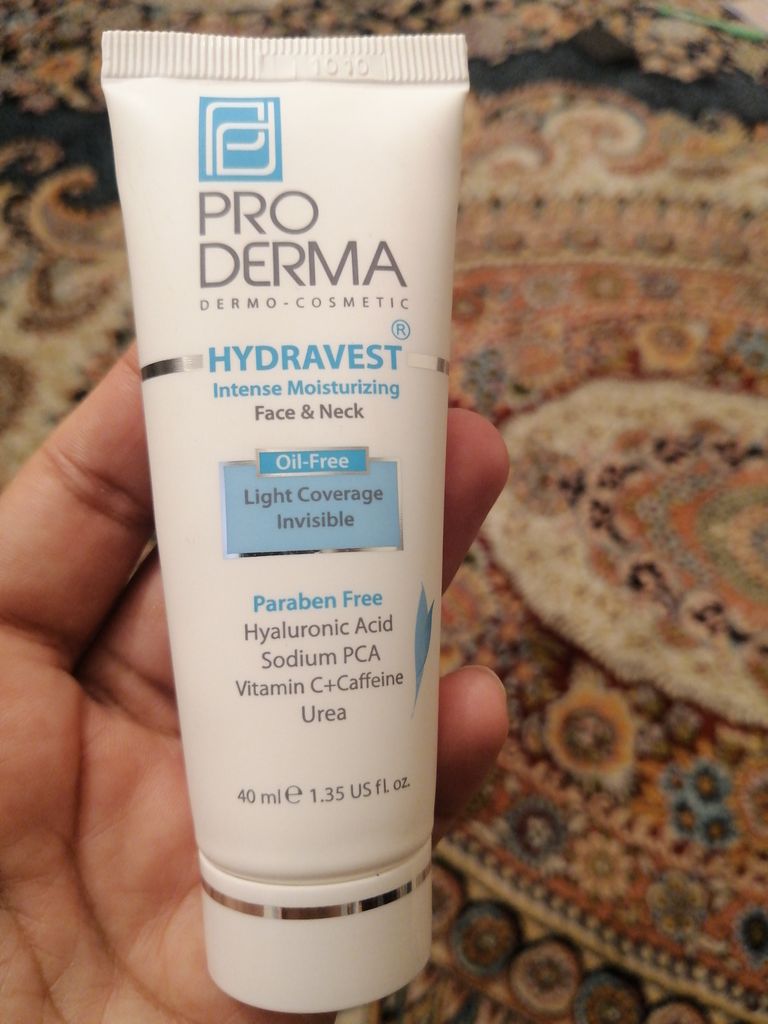 1010
PRO
DERMA
DERMO-COSMETIC
HYDRAVEST®
Intense Moisturizing
Face & Neck
Oil-Free
Light Coverage
Invisible
Paraben Free
Hyaluronic Acid
Sodium PCA
Vitamin C+Caffeine
Urea
40 ml ℮ 1.35 US fl. oz.